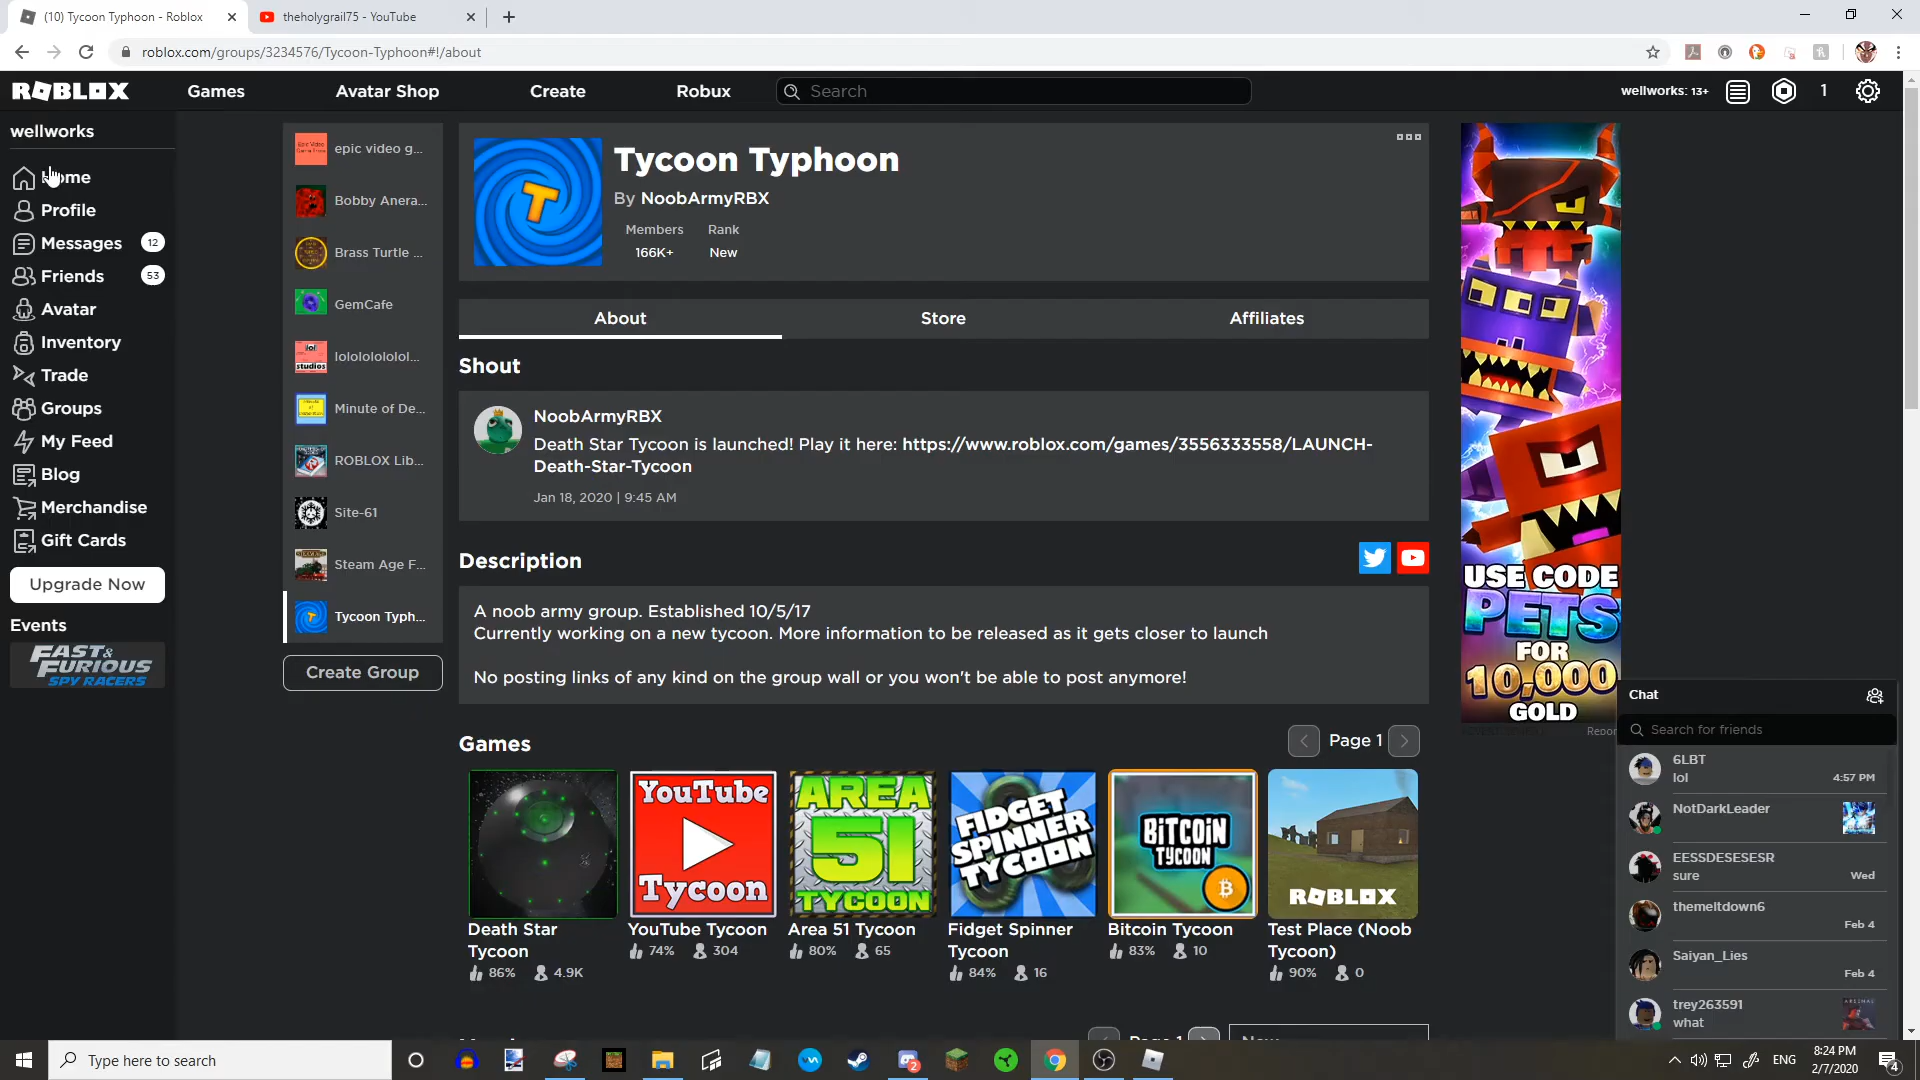 (10) Tycoon Typhoon - Roblox
theholygrail75 - YouTube
roblox.com/groups/3234576/Tycoon-Typhoon#!/about
ROBLOX
Games
Avatar Shop
Create
Robux
Search
wellworks: 13+
1
wellworks
Home
Profile
Messages 12
Friends 53
Avatar
Inventory
Trade
Groups
My Feed
Blog
Merchandise
Gift Cards
Upgrade Now
Events
FAST & FURIOUS
SPY RACERS
epic video g...
Bobby Anera...
Brass Turtle ...
GemCafe
lolololololol...
Minute of De...
ROBLOX Lib...
Site-61
Steam Age F...
Tycoon Typh...
Create Group
T
Tycoon Typhoon
By NoobArmyRBX
Members Rank
166K+ New
About
Store
Affiliates
Shout
NoobArmyRBX
Death Star Tycoon is launched! Play it here: https://www.roblox.com/games/3556333558/LAUNCH-
Death-Star-Tycoon
Jan 18, 2020 | 9:45 AM
Description
A noob army group. Established 10/5/17
Currently working on a new tycoon. More information to be released as it gets closer to launch
No posting links of any kind on the group wall or you won't be able to post anymore!
Games
Page 1
YouTube
Tycoon
AREA
51
TYCOON
FIDGET
SPINNER
TYCOON
BITCOIN
TYCOON
ROBLOX
Death Star
Tycoon
86% 4.9K
YouTube Tycoon
74% 304
Area 51 Tycoon
80% 65
Fidget Spinner
Tycoon
84% 16
Bitcoin Tycoon
83% 10
Test Place (Noob
Tycoon)
90% 0
Page 1
USE CODE
PETS
FOR
10,000
GOLD
Chat
Search for friends
6LBT
lol 4:57 PM
NotDarkLeader
EESSDESESESR
sure Wed
themeltdown6
Feb 4
Saiyan_Lies
Feb 4
trey263591
what
Type here to search
2
ENG
8:24 PM
2/7/2020
4